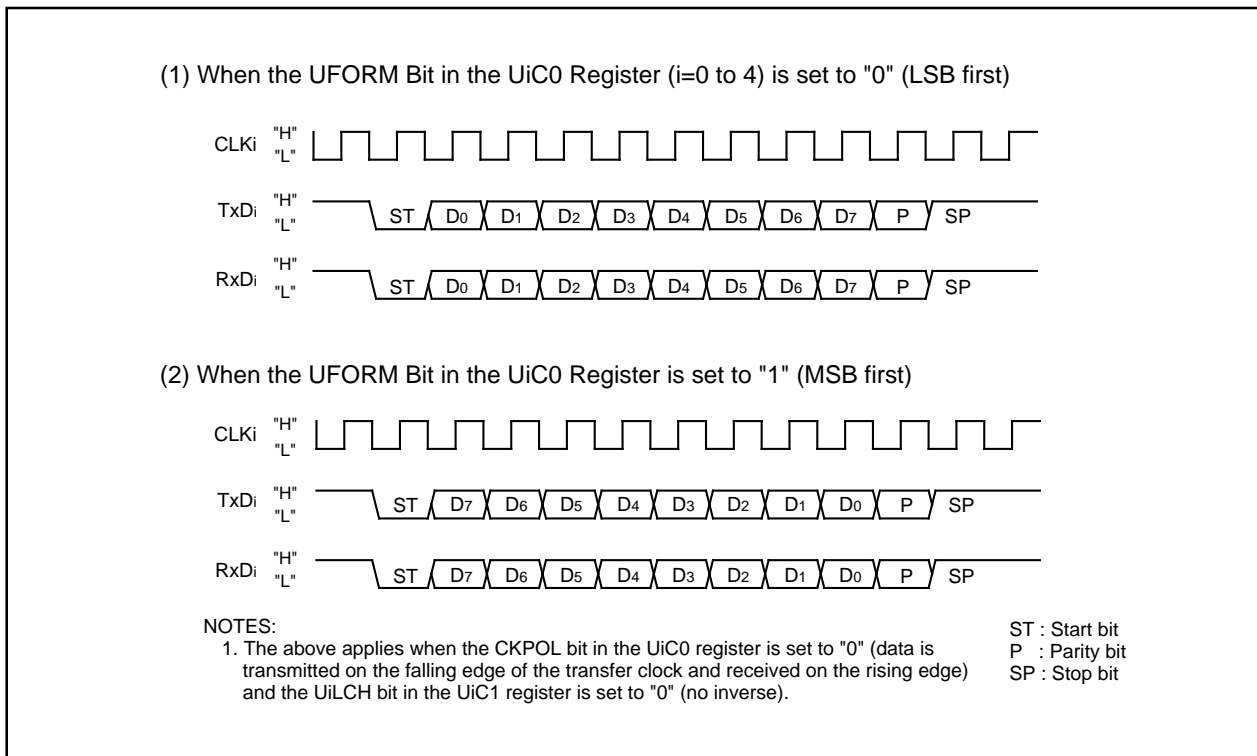 (1) When the UFORM Bit in the UiC0 Register (i=0 to 4) is set to "0" (LSB first)
CLKi "H" "L"
TxDi "H" "L" ST D0 D1 D2 D3 D4 D5 D6 D7 P SP
RxDi "H" "L" ST D0 D1 D2 D3 D4 D5 D6 D7 P SP
(2) When the UFORM Bit in the UiC0 Register is set to "1" (MSB first)
CLKi "H" "L"
TxDi "H" "L" ST D7 D6 D5 D4 D3 D2 D1 D0 P SP
RxDi "H" "L" ST D7 D6 D5 D4 D3 D2 D1 D0 P SP
NOTES:
1. The above applies when the CKPOL bit in the UiC0 register is set to "0" (data is
transmitted on the falling edge of the transfer clock and received on the rising edge)
and the UiLCH bit in the UiC1 register is set to "0" (no inverse).
ST : Start bit
P : Parity bit
SP : Stop bit